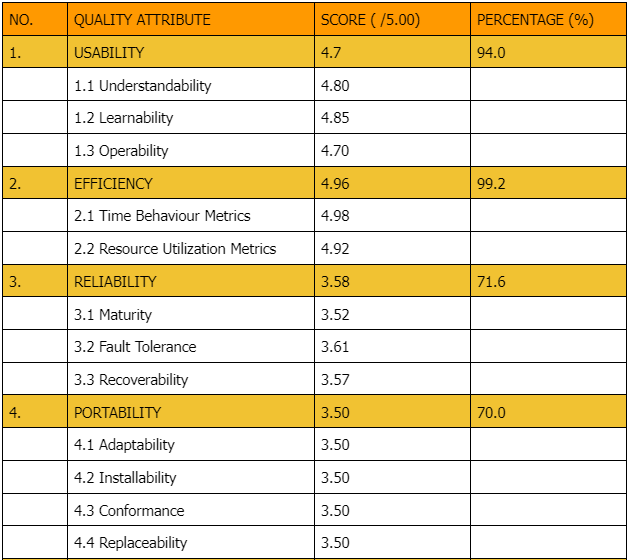 NO. QUALITY ATTRIBUTE SCORE ( /5.00) PERCENTAGE (%)
1. USABILITY 4.7 94.0
1.1 Understandability 4.80
1.2 Learnability 4.85
1.3 Operability 4.70
2. EFFICIENCY 4.96 99.2
2.1 Time Behaviour Metrics 4.98
2.2 Resource Utilization Metrics 4.92
3. RELIABILITY 3.58 71.6
3.1 Maturity 3.52
3.2 Fault Tolerance 3.61
3.3 Recoverability 3.57
4. PORTABILITY 3.50 70.0
4.1 Adaptability 3.50
4.2 Installability 3.50
4.3 Conformance 3.50
4.4 Replaceability 3.50